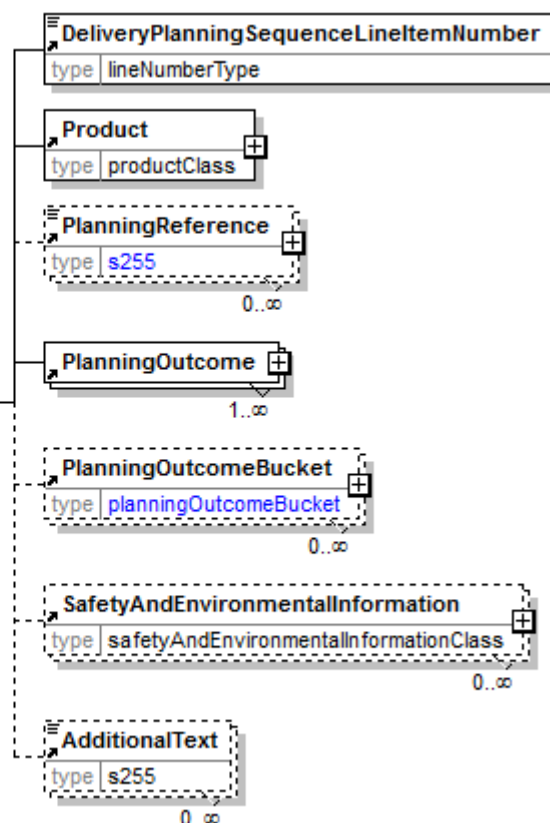 DeliveryPlanningSequenceLineItemNumber
type lineNumberType
Product
type productClass
PlanningReference
type s255
0..∞
PlanningOutcome
1..∞
PlanningOutcomeBucket
type planningOutcomeBucket
0..∞
SafetyAndEnvironmentalInformation
type safetyAndEnvironmentalInformationClass
0..∞
AdditionalText
type s255
0..∞